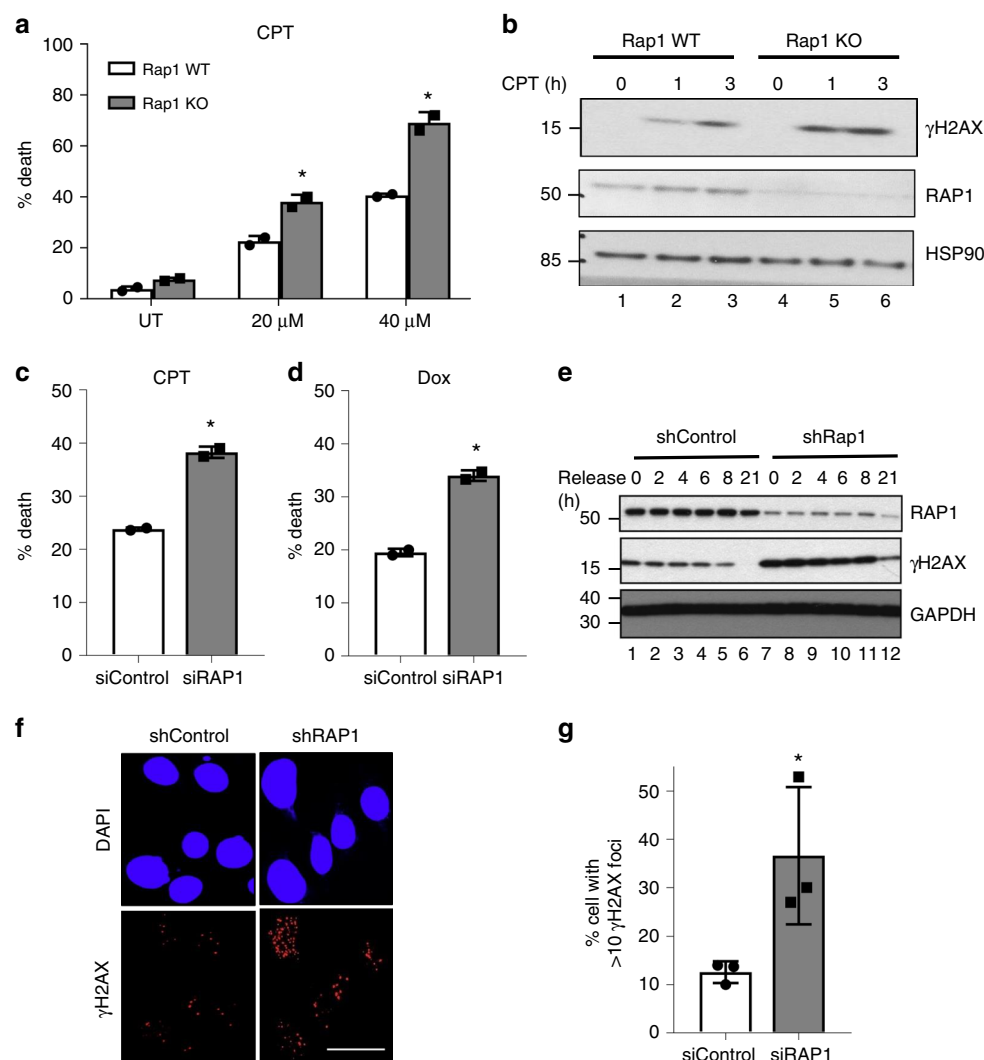 a
CPT
100
80
60
40
20
0
% death
Rap1 WT
Rap1 KO
*
*
UT
20 μM
40 μM
b
Rap1 WT
Rap1 KO
CPT (h)
0
1
3
0
1
3
15
γH2AX
50
RAP1
85
HSP90
1
2
3
4
5
6
c
CPT
50
40
30
20
10
0
% death
*
siControl
siRAP1
d
Dox
50
40
30
20
10
0
% death
*
siControl
siRAP1
e
shControl
shRap1
Release
(h)
0 2 4 6 8 21
0 2 4 6 8 21
50
RAP1
15
γH2AX
40
30
GAPDH
1 2 3 4 5 6 7 8 9 10 11 12
f
shControl
shRAP1
DAPI
γH2AX
g
*
50
40
30
20
10
0
% cell with
>10 γH2AX foci
siControl
siRAP1